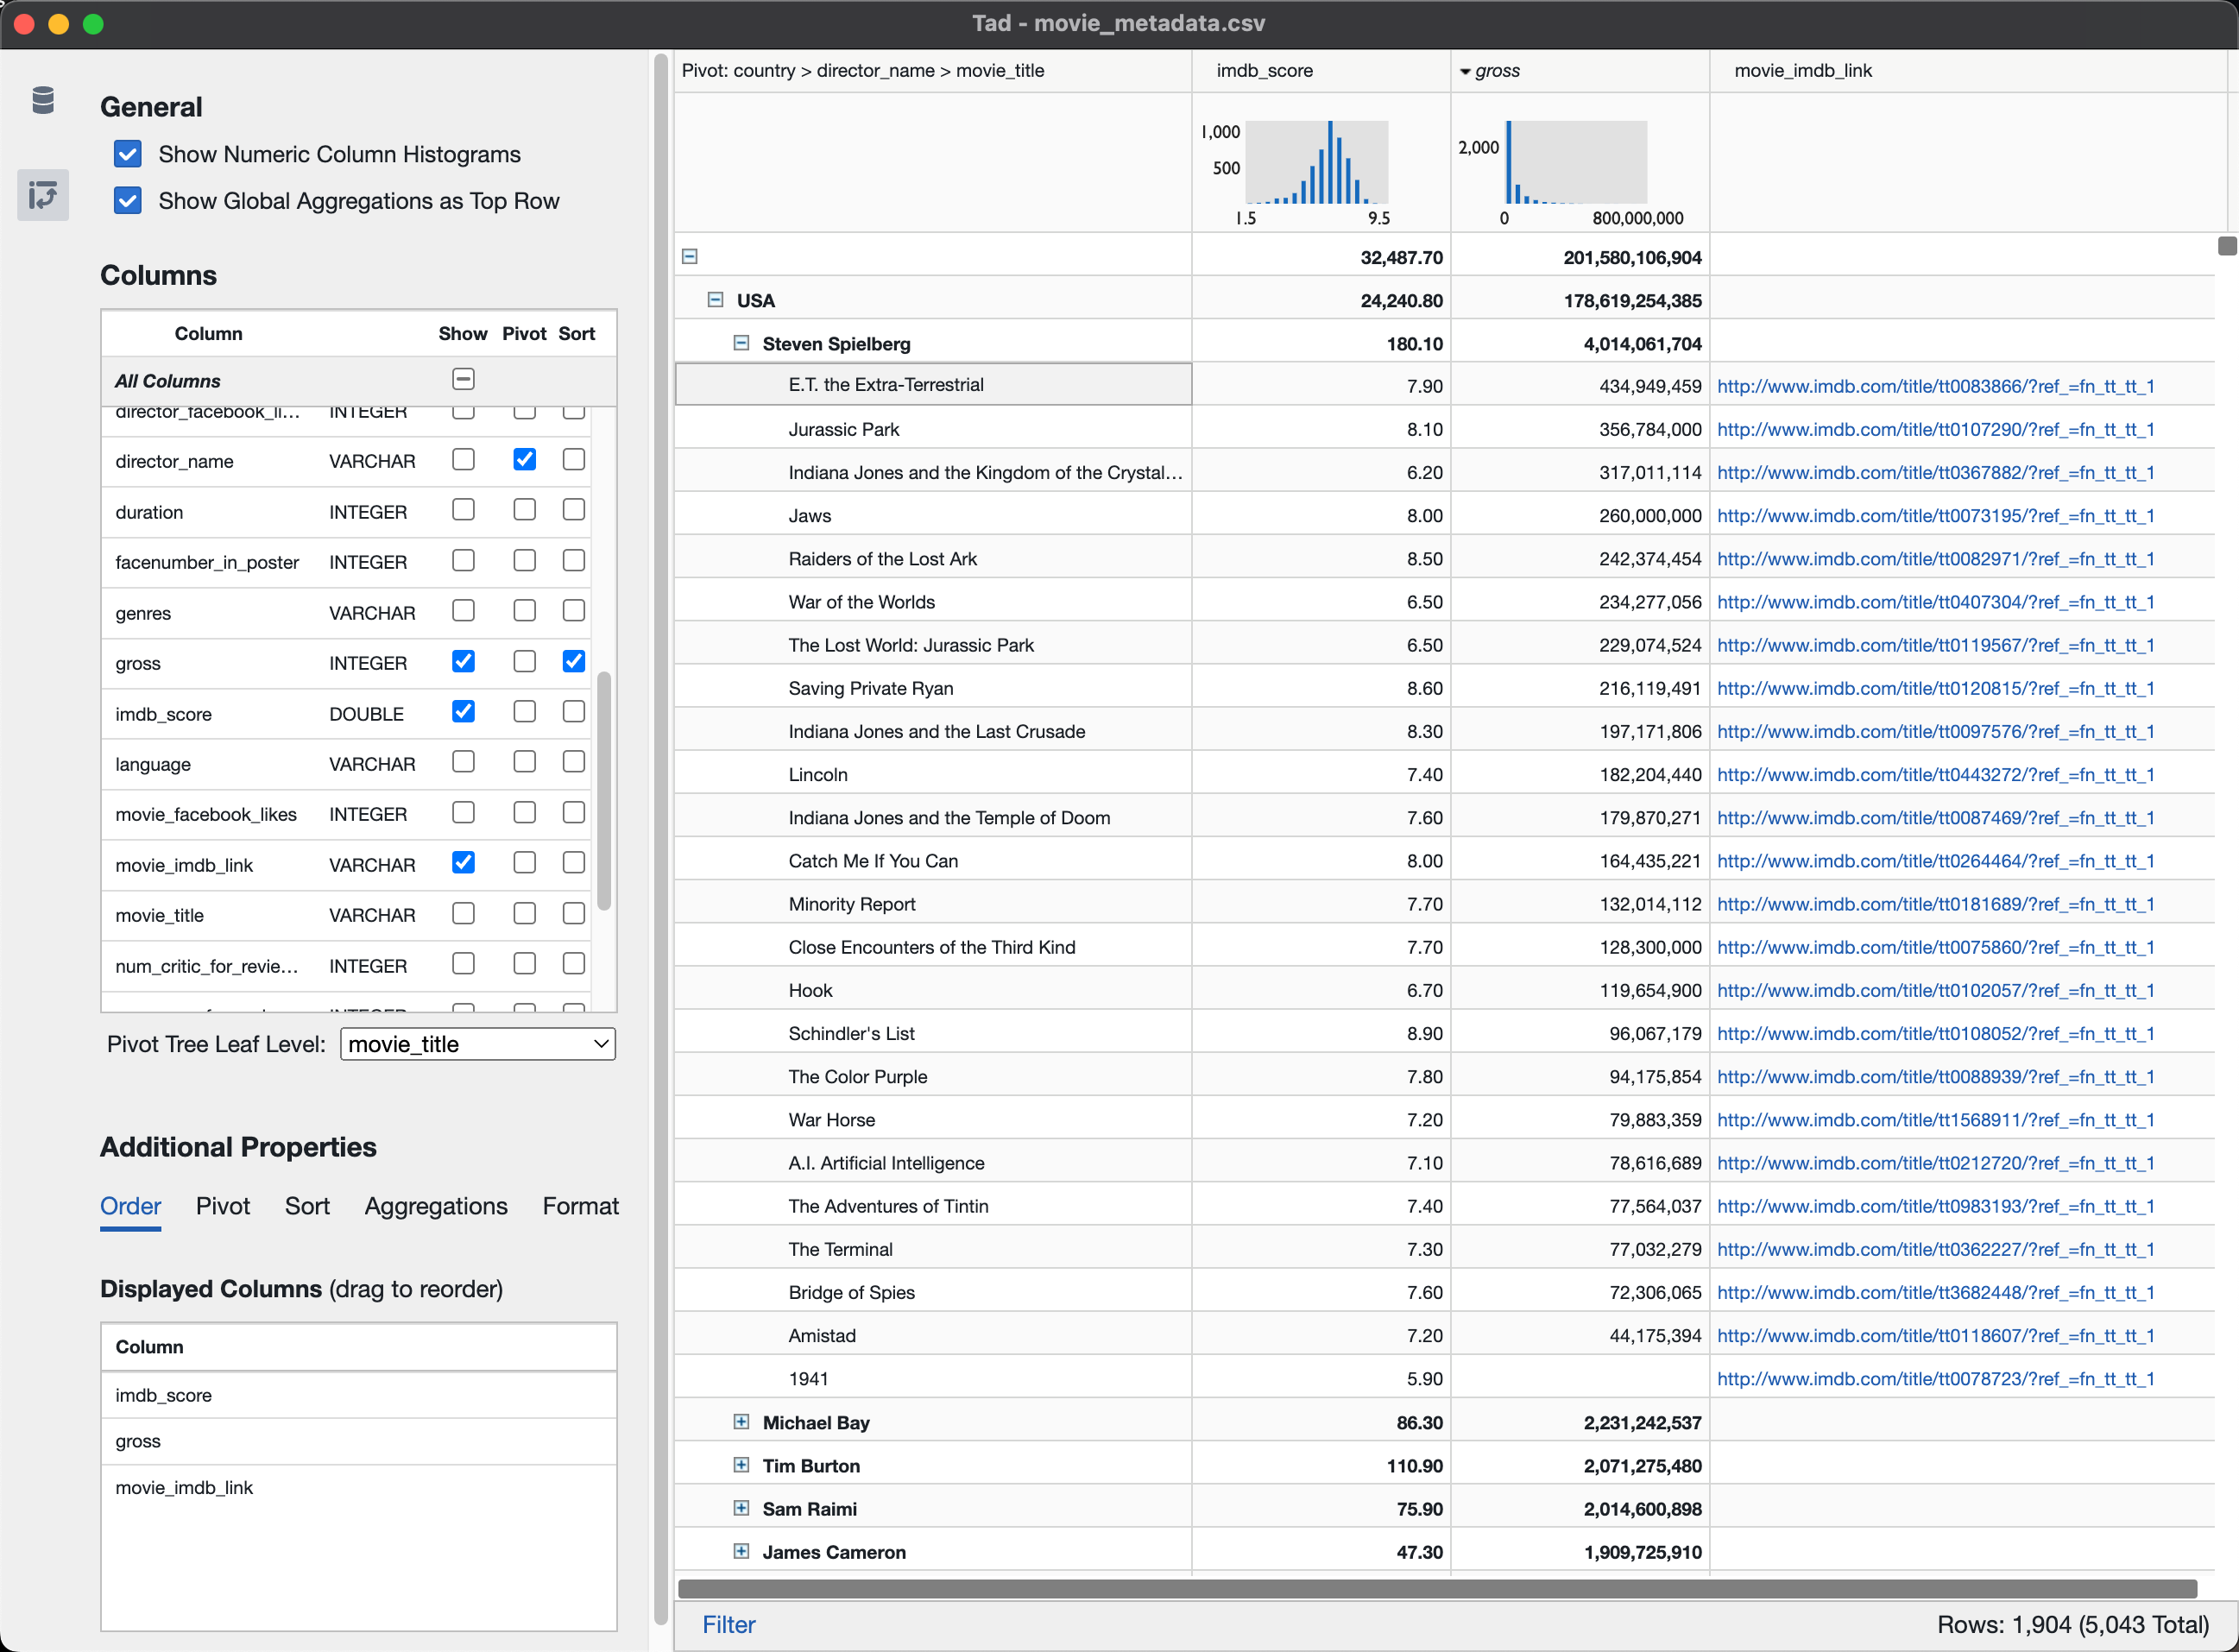 Tad - movie_metadata.csv
General
Show Numeric Column Histograms
Show Global Aggregations as Top Row
Columns
Column Show Pivot Sort
All Columns
director_facebook_li... INTEGER
director_name VARCHAR
duration INTEGER
facenumber_in_poster INTEGER
genres VARCHAR
gross INTEGER
imdb_score DOUBLE
language VARCHAR
movie_facebook_likes INTEGER
movie_imdb_link VARCHAR
movie_title VARCHAR
num_critic_for_revie... INTEGER
Pivot Tree Leaf Level: movie_title
Additional Properties
Order Pivot Sort Aggregations Format
Displayed Columns (drag to reorder)
Column
imdb_score
gross
movie_imdb_link
Pivot: country > director_name > movie_title imdb_score gross movie_imdb_link
1,000
500
1.5 9.5
2,000
0 800,000,000
32,487.70 201,580,106,904
USA 24,240.80 178,619,254,385
Steven Spielberg 180.10 4,014,061,704
E.T. the Extra-Terrestrial 7.90 434,949,459 http://www.imdb.com/title/tt0083866/?ref_=fn_tt_tt_1
Jurassic Park 8.10 356,784,000 http://www.imdb.com/title/tt0107290/?ref_=fn_tt_tt_1
Indiana Jones and the Kingdom of the Crystal... 6.20 317,011,114 http://www.imdb.com/title/tt0367882/?ref_=fn_tt_tt_1
Jaws 8.00 260,000,000 http://www.imdb.com/title/tt0073195/?ref_=fn_tt_tt_1
Raiders of the Lost Ark 8.50 242,374,454 http://www.imdb.com/title/tt0082971/?ref_=fn_tt_tt_1
War of the Worlds 6.50 234,277,056 http://www.imdb.com/title/tt0407304/?ref_=fn_tt_tt_1
The Lost World: Jurassic Park 6.50 229,074,524 http://www.imdb.com/title/tt0119567/?ref_=fn_tt_tt_1
Saving Private Ryan 8.60 216,119,491 http://www.imdb.com/title/tt0120815/?ref_=fn_tt_tt_1
Indiana Jones and the Last Crusade 8.30 197,171,806 http://www.imdb.com/title/tt0097576/?ref_=fn_tt_tt_1
Lincoln 7.40 182,204,440 http://www.imdb.com/title/tt0443272/?ref_=fn_tt_tt_1
Indiana Jones and the Temple of Doom 7.60 179,870,271 http://www.imdb.com/title/tt0087469/?ref_=fn_tt_tt_1
Catch Me If You Can 8.00 164,435,221 http://www.imdb.com/title/tt0264464/?ref_=fn_tt_tt_1
Minority Report 7.70 132,014,112 http://www.imdb.com/title/tt0181689/?ref_=fn_tt_tt_1
Close Encounters of the Third Kind 7.70 128,300,000 http://www.imdb.com/title/tt0075860/?ref_=fn_tt_tt_1
Hook 6.70 119,654,900 http://www.imdb.com/title/tt0102057/?ref_=fn_tt_tt_1
Schindler's List 8.90 96,067,179 http://www.imdb.com/title/tt0108052/?ref_=fn_tt_tt_1
The Color Purple 7.80 94,175,854 http://www.imdb.com/title/tt0088939/?ref_=fn_tt_tt_1
War Horse 7.20 79,883,359 http://www.imdb.com/title/tt1568911/?ref_=fn_tt_tt_1
A.I. Artificial Intelligence 7.10 78,616,689 http://www.imdb.com/title/tt0212720/?ref_=fn_tt_tt_1
The Adventures of Tintin 7.40 77,564,037 http://www.imdb.com/title/tt0983193/?ref_=fn_tt_tt_1
The Terminal 7.30 77,032,279 http://www.imdb.com/title/tt0362227/?ref_=fn_tt_tt_1
Bridge of Spies 7.60 72,306,065 http://www.imdb.com/title/tt3682448/?ref_=fn_tt_tt_1
Amistad 7.20 44,175,394 http://www.imdb.com/title/tt0118607/?ref_=fn_tt_tt_1
1941 5.90 http://www.imdb.com/title/tt0078723/?ref_=fn_tt_tt_1
Michael Bay 86.30 2,231,242,537
Tim Burton 110.90 2,071,275,480
Sam Raimi 75.90 2,014,600,898
James Cameron 47.30 1,909,725,910
Filter Rows: 1,904 (5,043 Total)